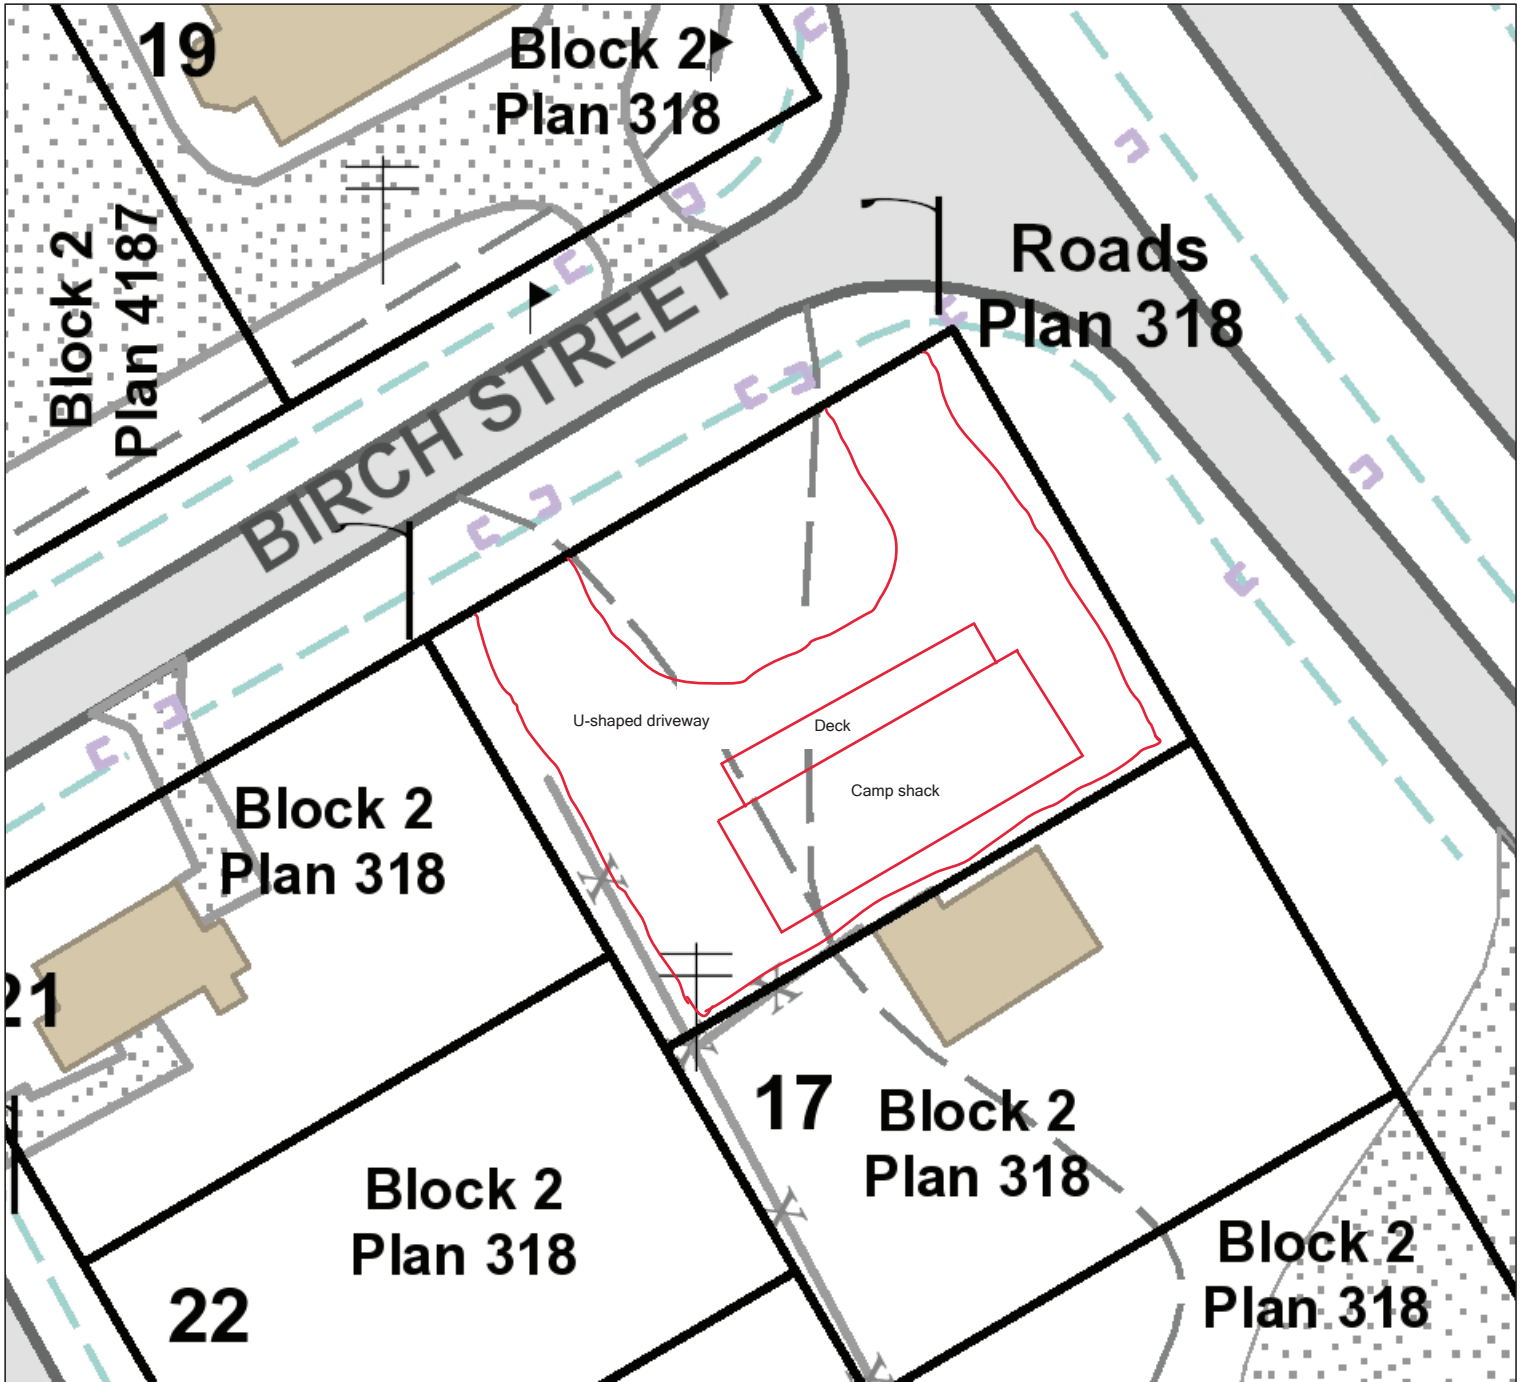 19
Block 2
Plan 318
Block 2
Plan 4187
Roads
Plan 318
BIRCH STREET
U-shaped driveway
Deck
Camp shack
Block 2
Plan 318
21
17
Block 2
Plan 318
Block 2
Plan 318
22
Block 2
Plan 318